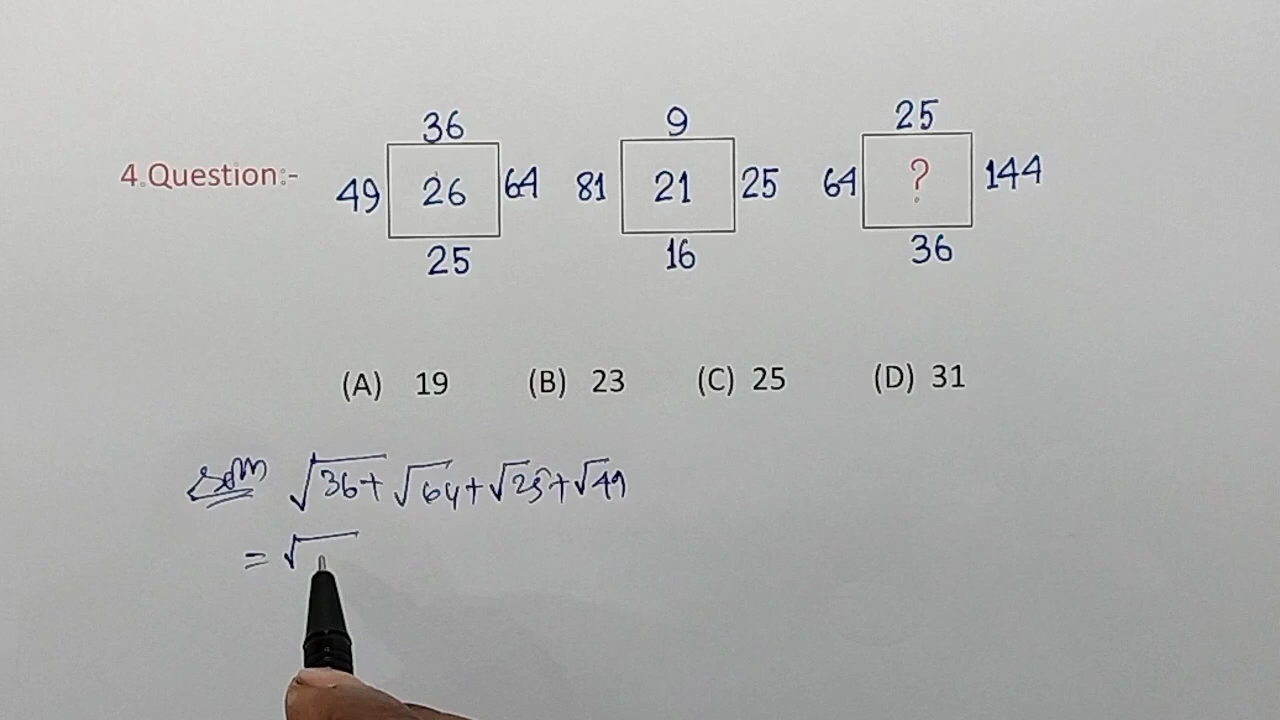 36 9 25
4.Question:- 49 26 64 81 21 25 64 ? 144
25 16 36
(A) 19 (B) 23 (C) 25 (D) 31
Soln √36+ √64+√25+√49
= √